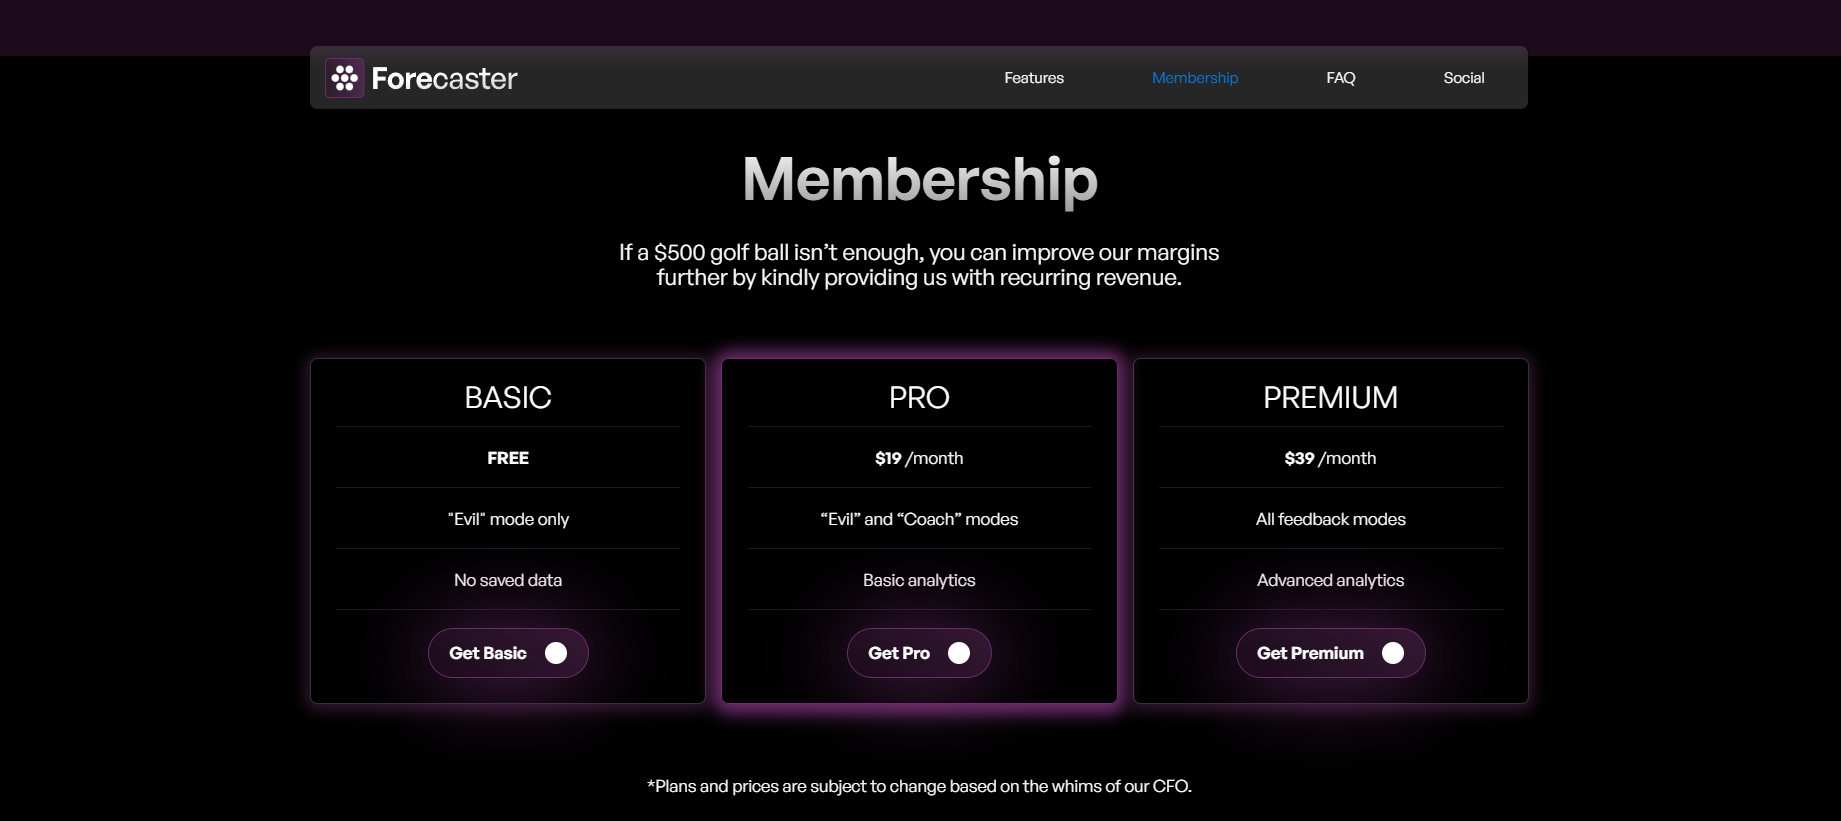 Forecaster
Features
Membership
FAQ
Social
Membership
If a $500 golf ball isn’t enough, you can improve our margins
further by kindly providing us with recurring revenue.
BASIC
FREE
"Evil" mode only
No saved data
Get Basic
PRO
$19 /month
“Evil” and “Coach” modes
Basic analytics
Get Pro
PREMIUM
$39 /month
All feedback modes
Advanced analytics
Get Premium
*Plans and prices are subject to change based on the whims of our CFO.